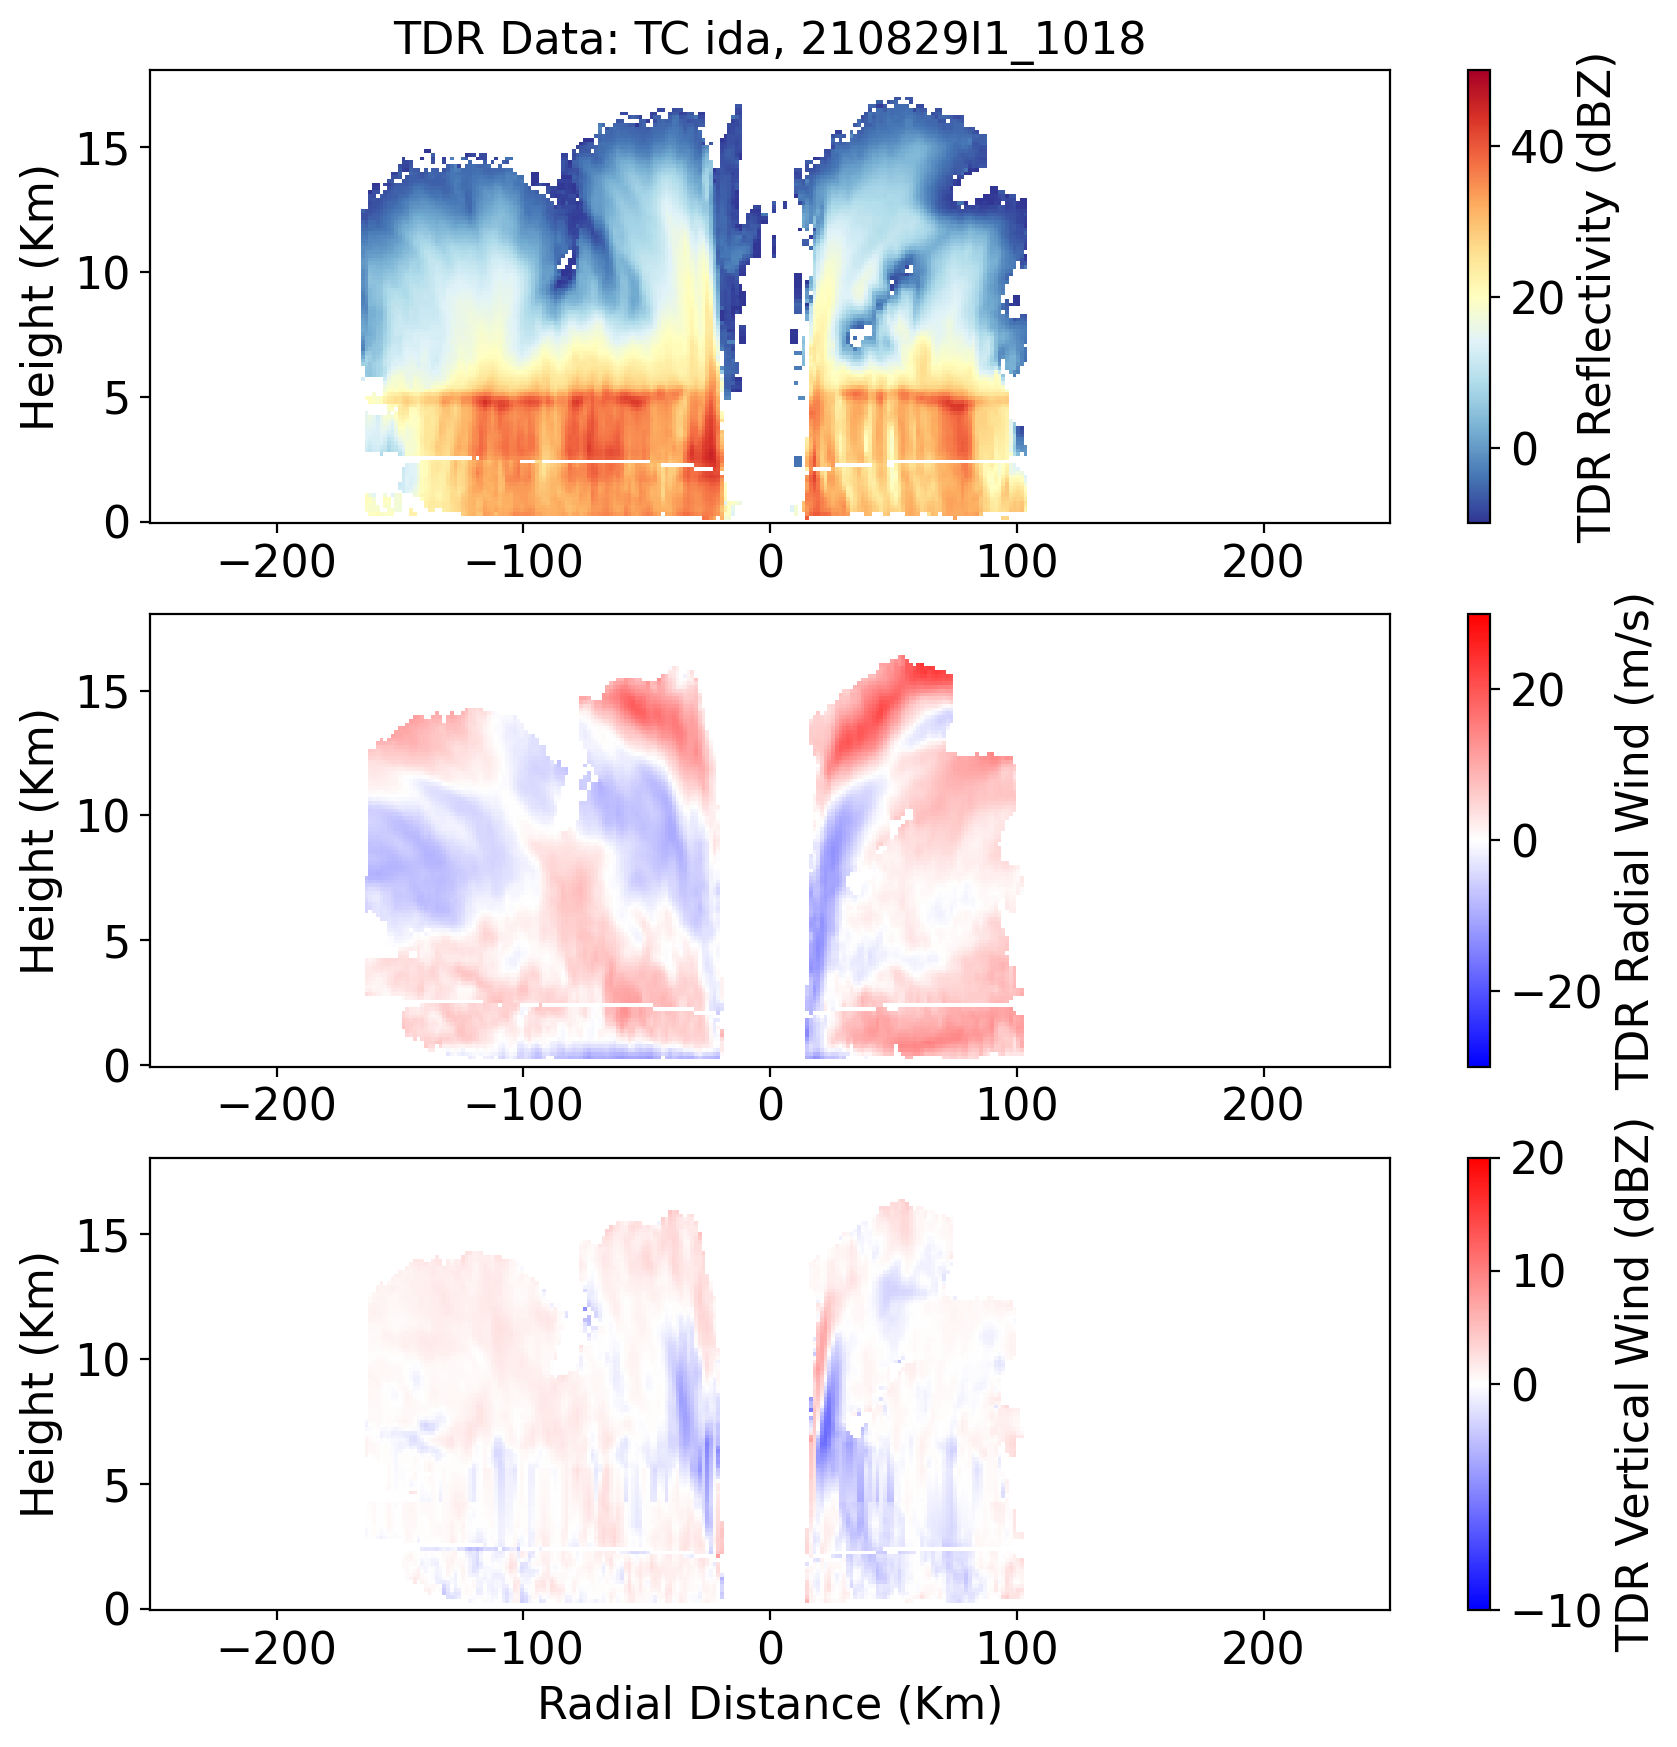 TDR Data: TC ida, 210829I1_1018
Height (Km)
15
10
5
0
−200 −100 0 100 200
40
20
0
TDR Reflectivity (dBZ)
Height (Km)
15
10
5
0
−200 −100 0 100 200
20
0
−20
TDR Radial Wind (m/s)
Height (Km)
15
10
5
0
−200 −100 0 100 200
Radial Distance (Km)
20
10
0
−10
TDR Vertical Wind (dBZ)